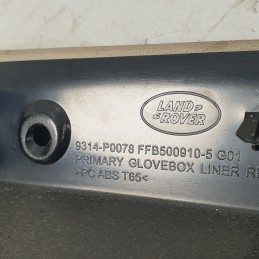 LAND
ROVER
9314-P0078 FFB500910-5 G01
PRIMARY GLOVEBOX LINER
>PC ABS T65<